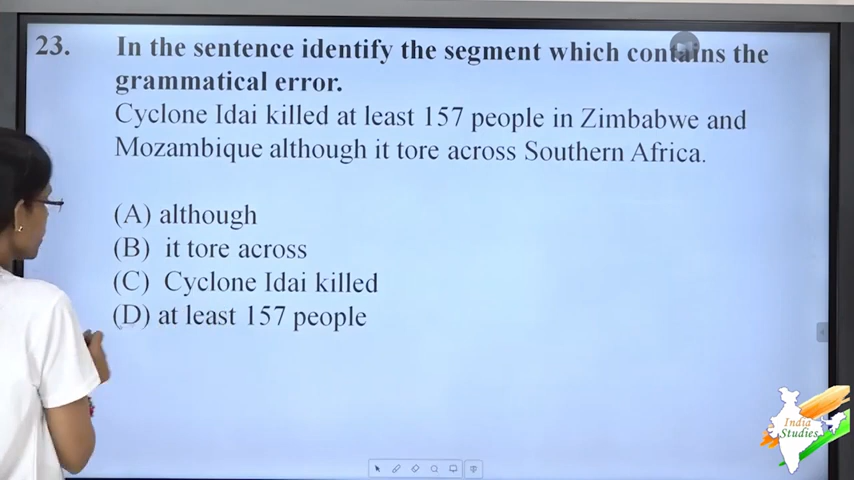 23. In the sentence identify the segment which contains the
grammatical error.
Cyclone Idai killed at least 157 people in Zimbabwe and
Mozambique although it tore across Southern Africa.
(A) although
(B) it tore across
(C) Cyclone Idai killed
(D) at least 157 people
India
Studies